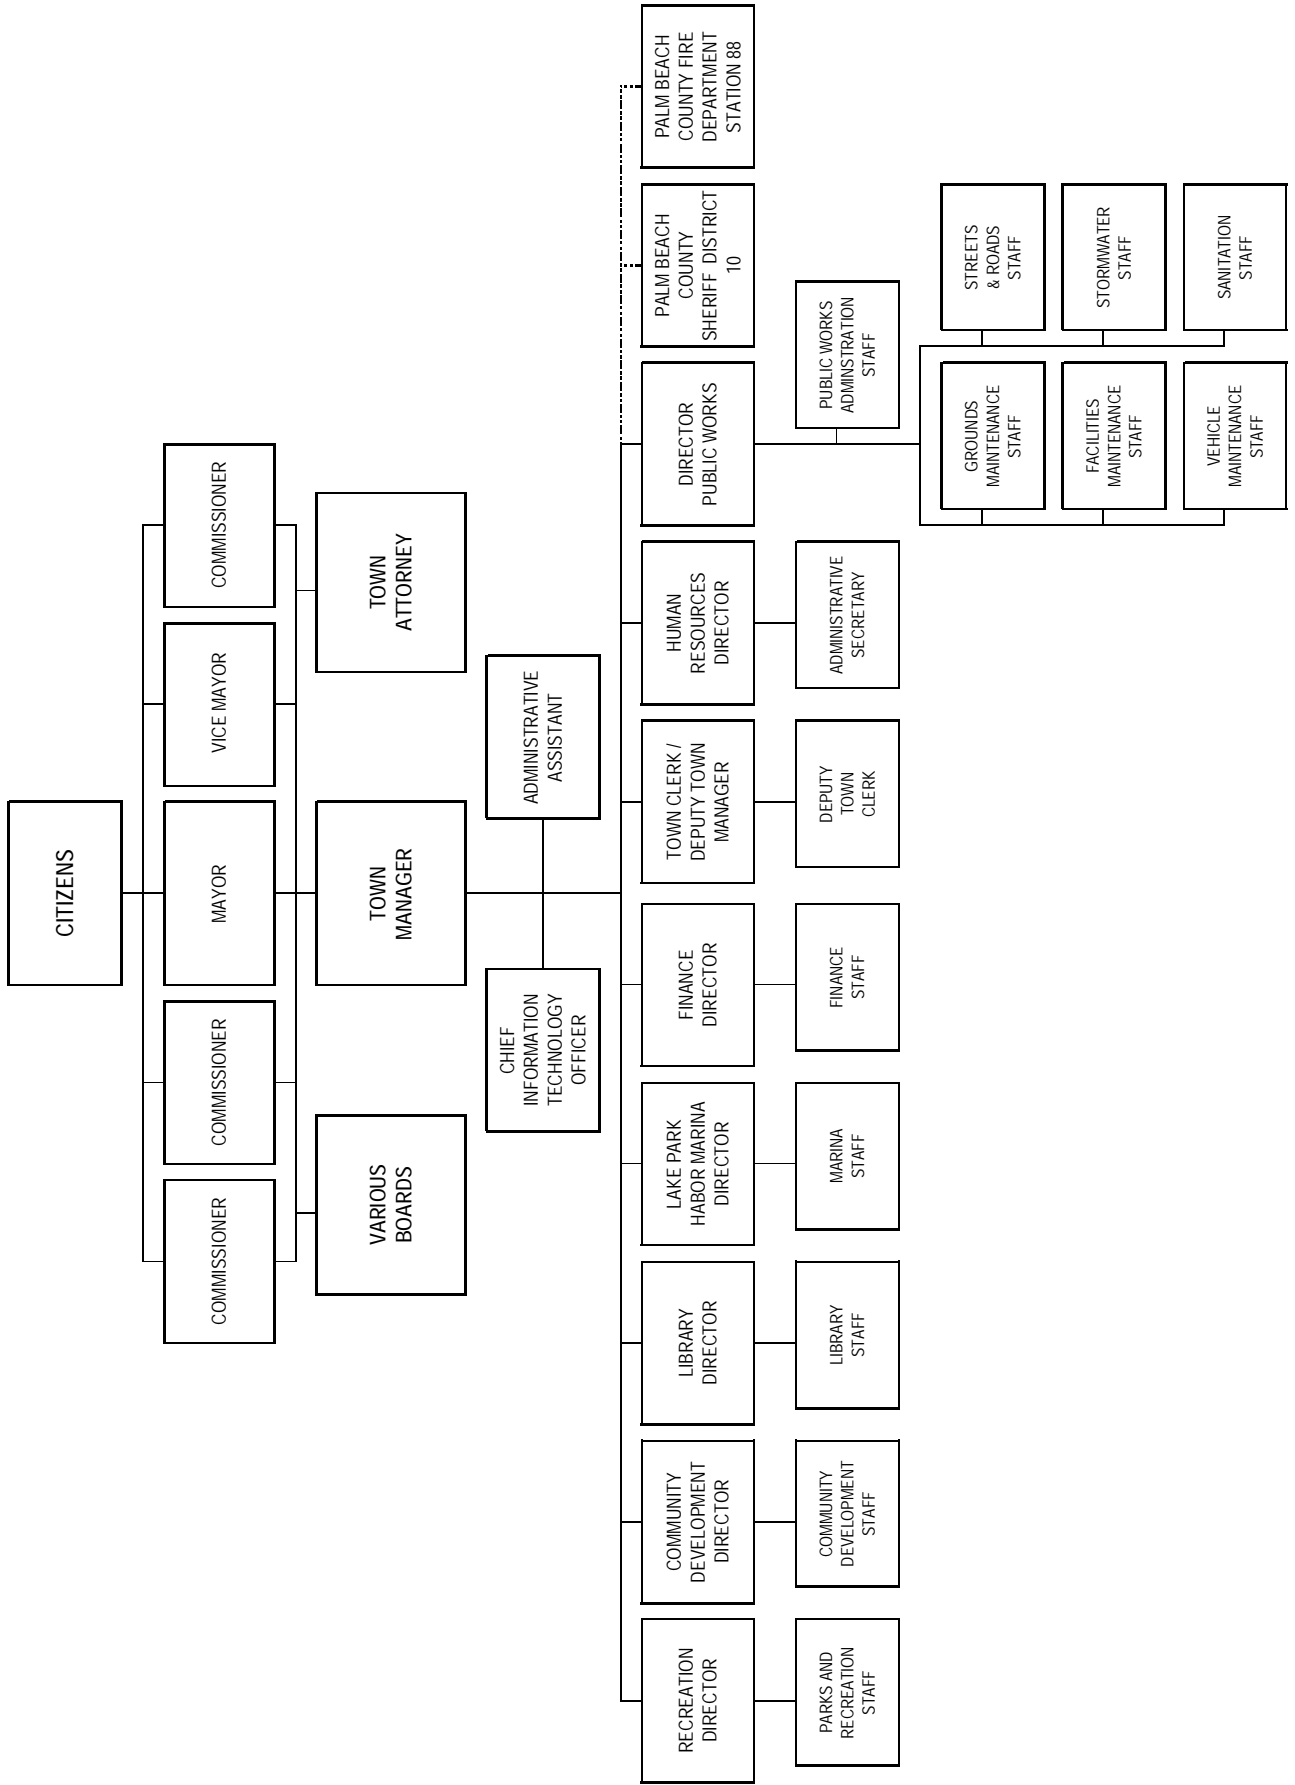 CITIZENS
COMMISSIONER
COMMISSIONER
MAYOR
VICE MAYOR
COMMISSIONER
VARIOUS
BOARDS
TOWN
MANAGER
TOWN
ATTORNEY
CHIEF
INFORMATION
TECHNOLOGY
OFFICER
ADMINISTRATIVE
ASSISTANT
RECREATION
DIRECTOR
COMMUNITY
DEVELOPMENT
DIRECTOR
LIBRARY
DIRECTOR
LAKE PARK
HABOR MARINA
DIRECTOR
FINANCE
DIRECTOR
TOWN CLERK /
DEPUTY TOWN
MANAGER
HUMAN
RESOURCES
DIRECTOR
DIRECTOR
PUBLIC WORKS
PALM BEACH
COUNTY
SHERIFF DISTRICT
10
PALM BEACH
COUNTY FIRE
DEPARTMENT
STATION 88
PARKS AND
RECREATION
STAFF
COMMUNITY
DEVELOPMENT
STAFF
LIBRARY
STAFF
MARINA
STAFF
FINANCE
STAFF
DEPUTY
TOWN
CLERK
ADMINISTRATIVE
SECRETARY
PUBLIC WORKS
ADMINSTRATION
STAFF
GROUNDS
MAINTENANCE
STAFF
STREETS
& ROADS
STAFF
FACILITIES
MAINTENANCE
STAFF
STORMWATER
STAFF
VEHICLE
MAINTENANCE
STAFF
SANITATION
STAFF